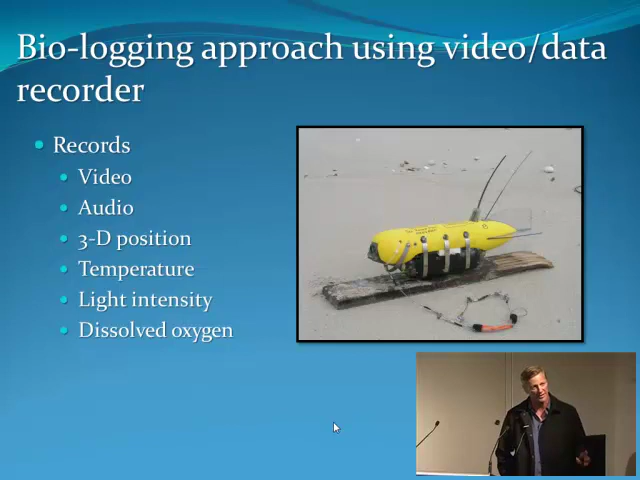 Bio-logging approach using video/data
recorder
Records
Video
Audio
3-D position
Temperature
Light intensity
Dissolved oxygen